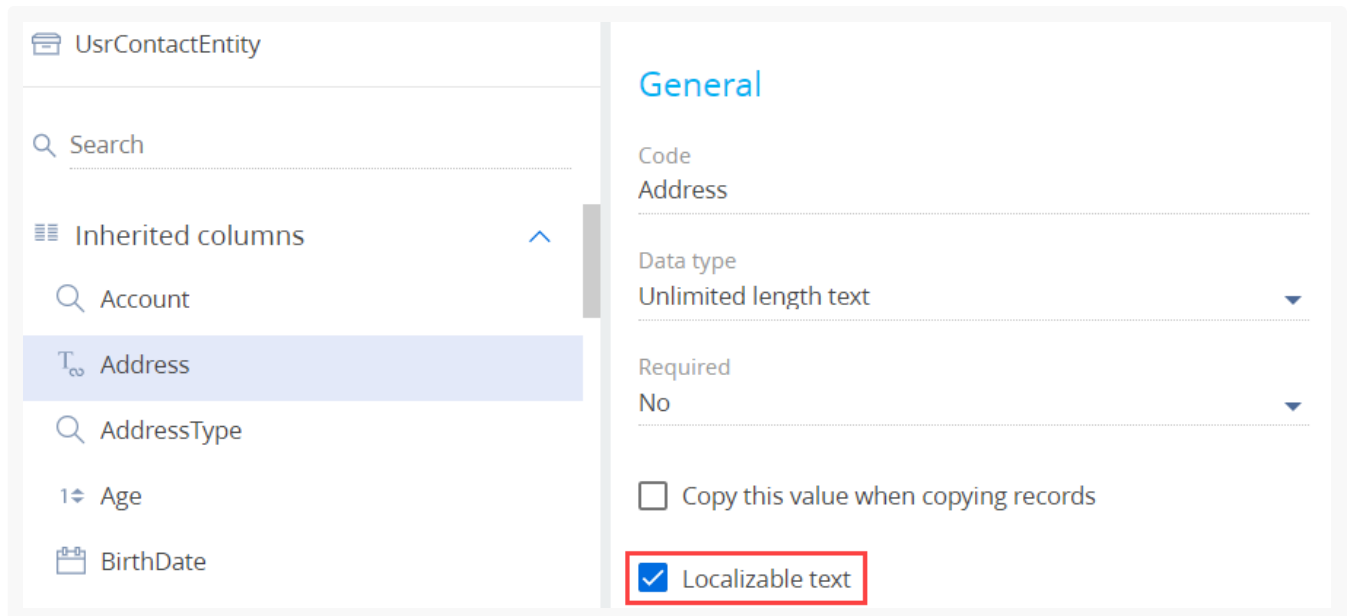 UsrContactEntity
Search
Inherited columns
Account
Address
AddressType
1 Age
BirthDate
General
Code
Address
Data type
Unlimited length text
Required
No
Copy this value when copying records
Localizable text